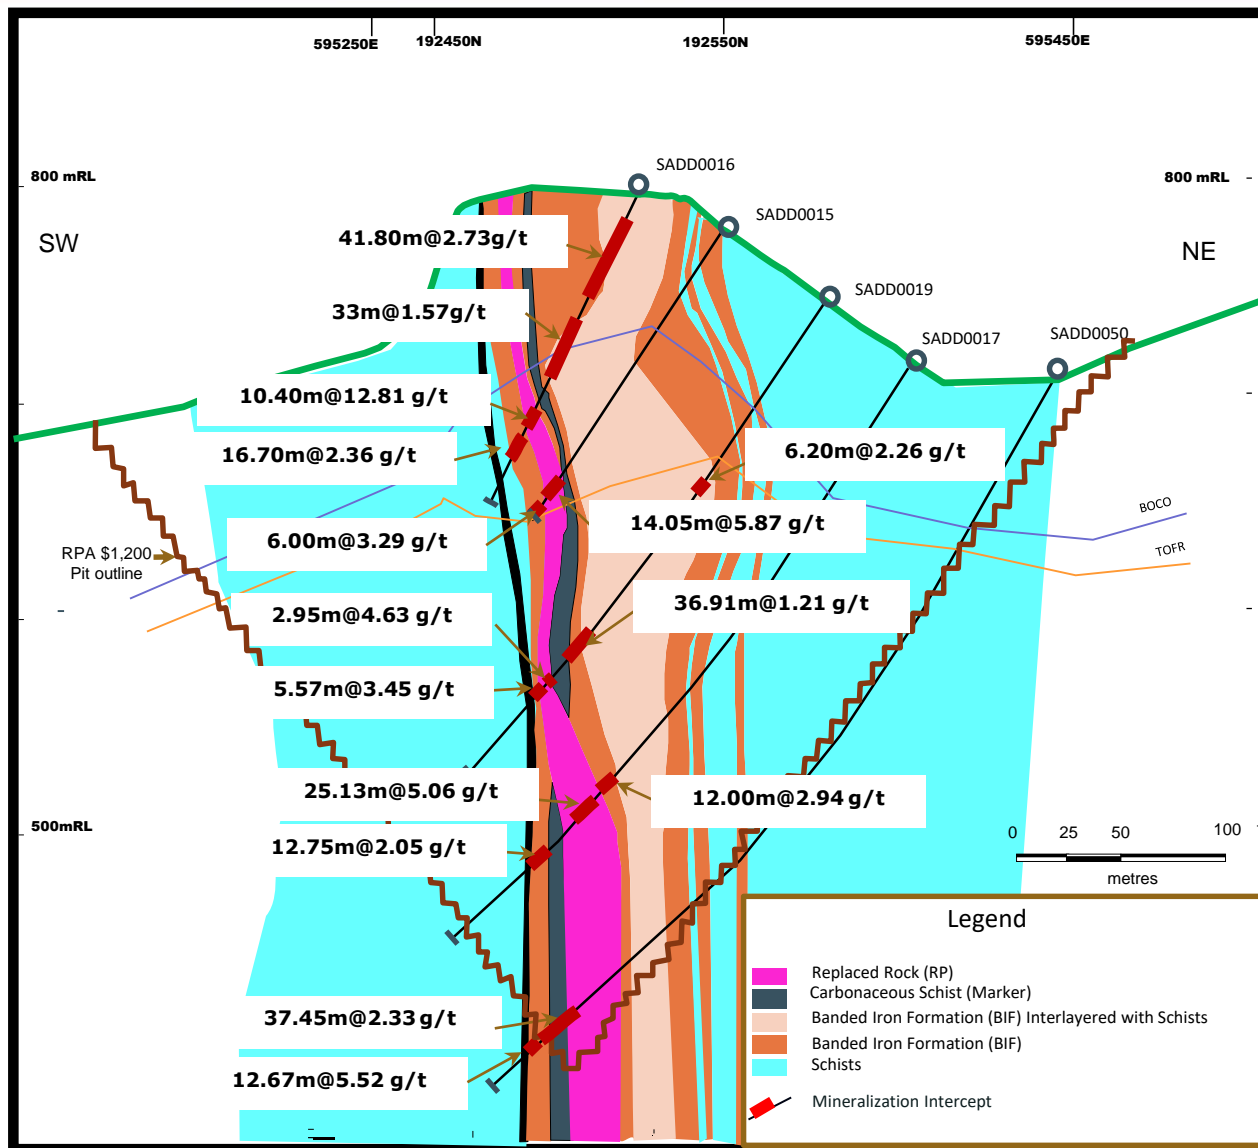 595250E 192450N 192550N 595450E
SADD0016
800 mRL 800 mRL
SADD0015
41.80m@2.73g/t
SW NE
SADD0019
33m@1.57g/t
SADD0017 SADD0050
10.40m@12.81 g/t
16.70m@2.36 g/t 6.20m@2.26 g/t
BOCO
6.00m@3.29 g/t 14.05m@5.87 g/t
TOFR
RPA $1,200
Pit outline
2.95m@4.63 g/t 36.91m@1.21 g/t
5.57m@3.45 g/t
25.13m@5.06 g/t 12.00m@2.94 g/t
500mRL
0 25 50 100
12.75m@2.05 g/t
metres
Legend
Replaced Rock (RP)
Carbonaceous Schist (Marker)
Banded Iron Formation (BIF) Interlayered with Schists
37.45m@2.33 g/t
Banded Iron Formation (BIF)
Schists
12.67m@5.52 g/t
Mineralization Intercept